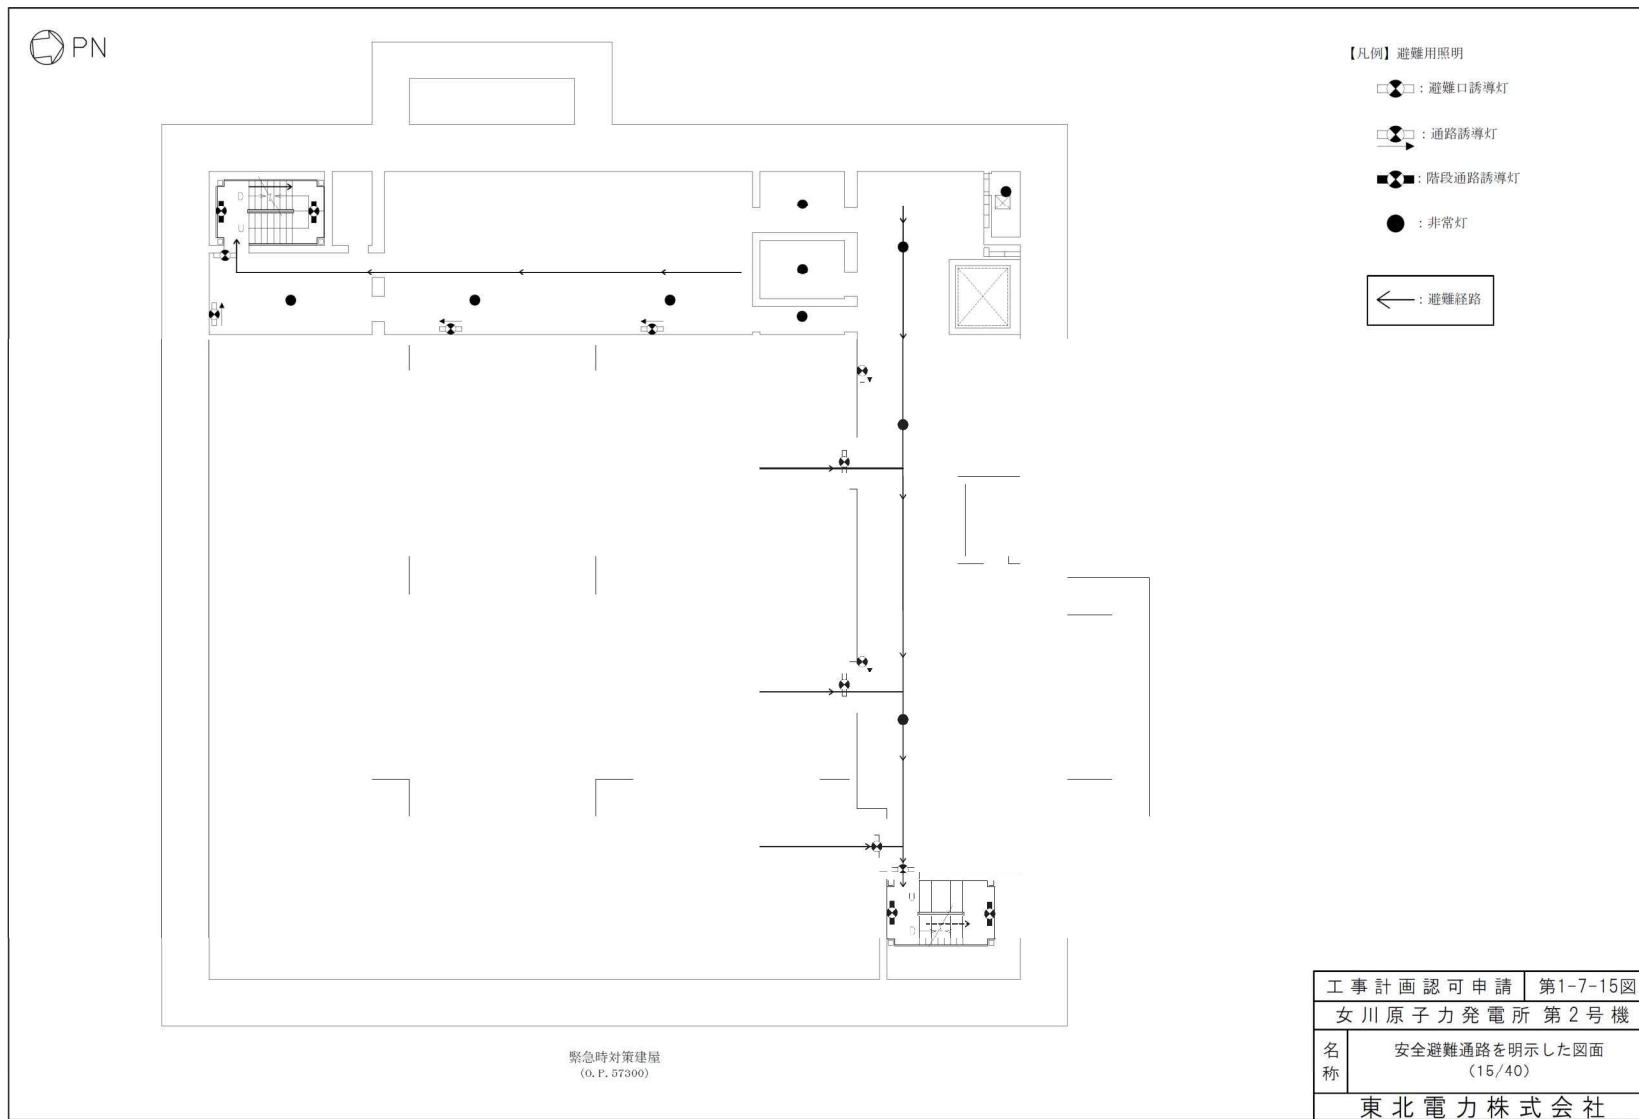 PN
【凡例】避難用照明
：避難口誘導灯
：通路誘導灯
：階段通路誘導灯
：非常灯
：避難経路
D
U
U
D
緊急時対策建屋
(O.P.57300)
工事計画認可申請 第1-7-15図
女川原子力発電所 第2号機
名称 安全避難通路を明示した図面
(15/40)
東北電力株式会社